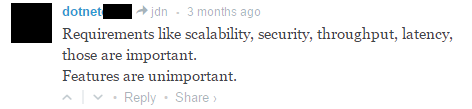 dotnet jdn • 3 months ago
Requirements like scalability, security, throughput, latency,
those are important.
Features are unimportant.
• Reply • Share ›